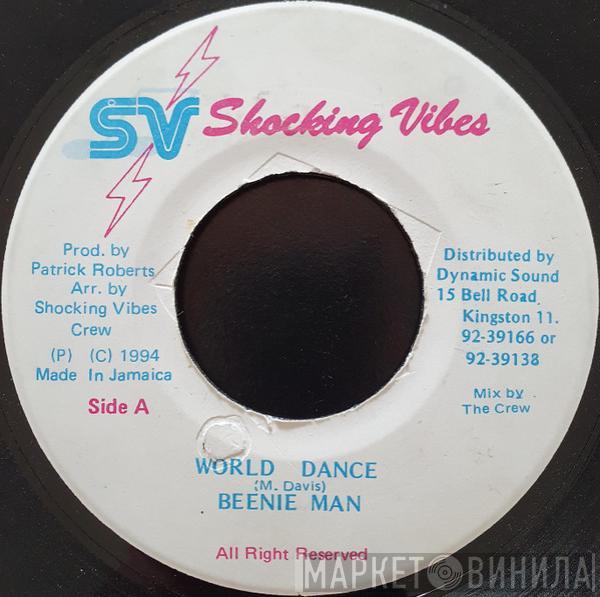 SV Shocking Vibes
Prod. by
Patrick Roberts
Arr. by
Shocking Vibes
Crew
(P) (C) 1994
Made In Jamaica
Side A
Distributed by
Dynamic Sound
15 Bell Road,
Kingston 11.
92-39166 or
92-39138
Mix by
The Crew
WORLD DANCE
(M. Davis)
BEENIE MAN
All Right Reserved
МАРКЕТ ВИНИЛА